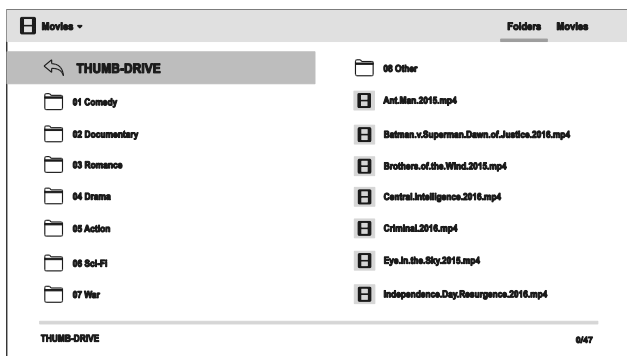 Movies
Folders Movies
THUMB-DRIVE
01 Comedy
02 Documentary
03 Romance
04 Drama
05 Action
06 Sci-Fi
07 War
08 Other
Ant.Man.2015.mp4
Batman.v.Superman.Dawn.of.Justice.2016.mp4
Brothers.of.the.Wind.2015.mp4
Central.Intelligence.2016.mp4
Criminal.2016.mp4
Eye.in.the.Sky.2015.mp4
Independence.Day.Resurgence.2016.mp4
THUMB-DRIVE
0/47